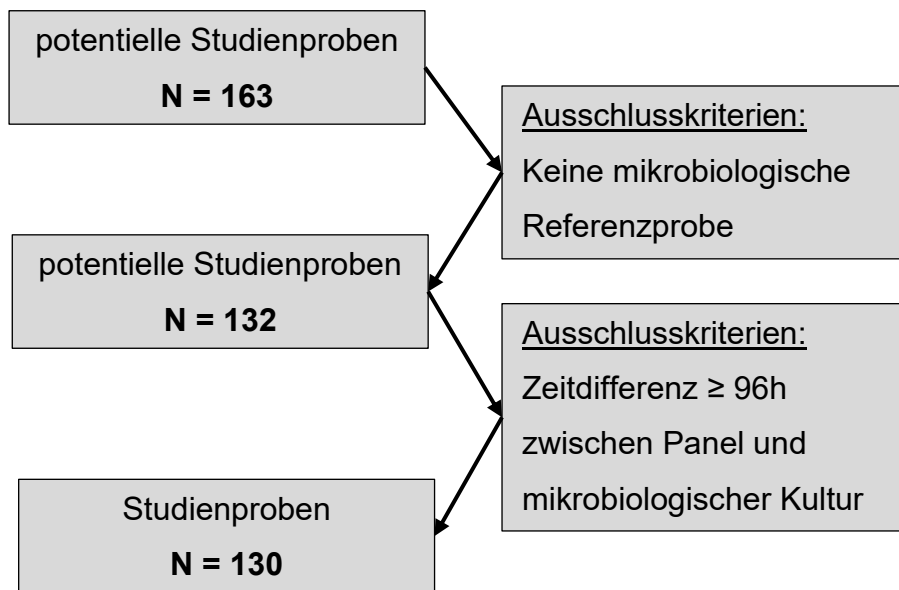 potentielle Studienproben
N = 163
Ausschlusskriterien:
Keine mikrobiologische
Referenzprobe
potentielle Studienproben
N = 132
Ausschlusskriterien:
Zeitdifferenz ≥ 96h
zwischen Panel und
mikrobiologischer Kultur
Studienproben
N = 130